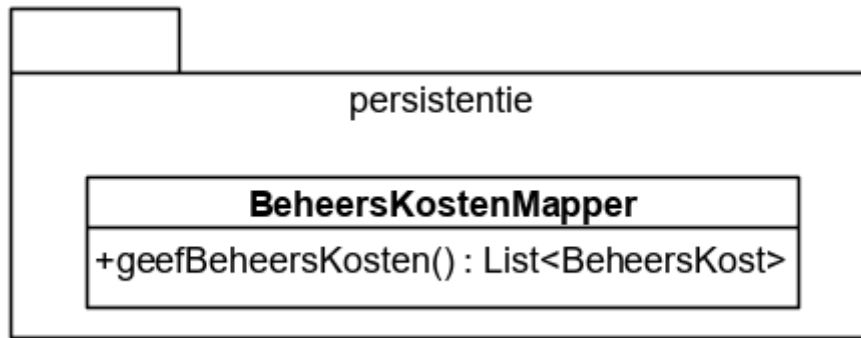 persistentie
BeheersKostenMapper
+geefBeheersKosten() : List<BeheersKost>